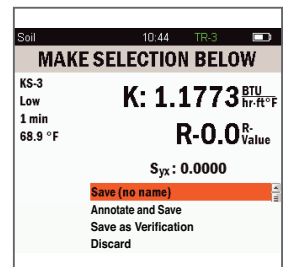 Soil 10:44 TR-3
MAKE SELECTION BELOW
KS-3
Low
1 min
68.9 °F
K: 1.1773 BTU/hr·ft°F
R-0.0 R-Value
Syx: 0.0000
Save (no name)
Annotate and Save
Save as Verification
Discard